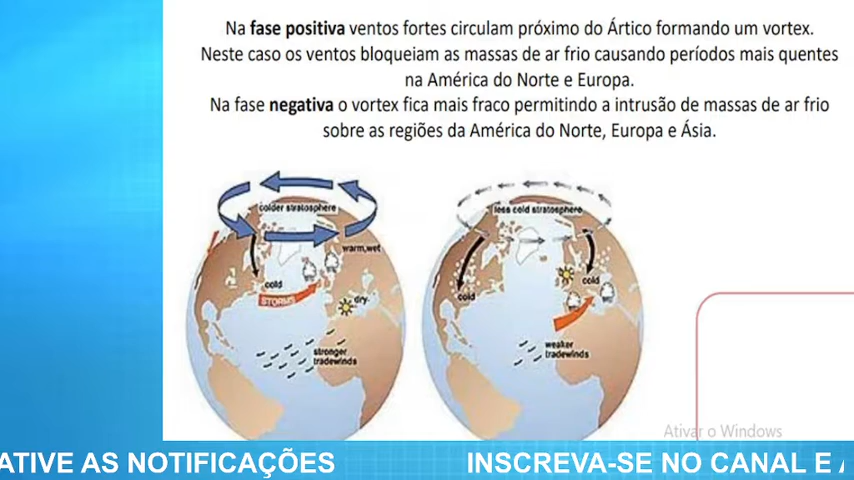 Na fase positiva ventos fortes circulam próximo do Ártico formando um vortex.
Neste caso os ventos bloqueiam as massas de ar frio causando períodos mais quentes
na América do Norte e Europa.
Na fase negativa o vortex fica mais fraco permitindo a intrusão de massas de ar frio
sobre as regiões da América do Norte, Europa e Ásia.
colder stratosphere
warm,wet
cold
STORMS
dry
stronger
tradewinds
less cold stratosphere
cold
cold
weaker
tradewinds
Ativar o Windows
ATIVE AS NOTIFICAÇÕES
INSCREVA-SE NO CANAL E